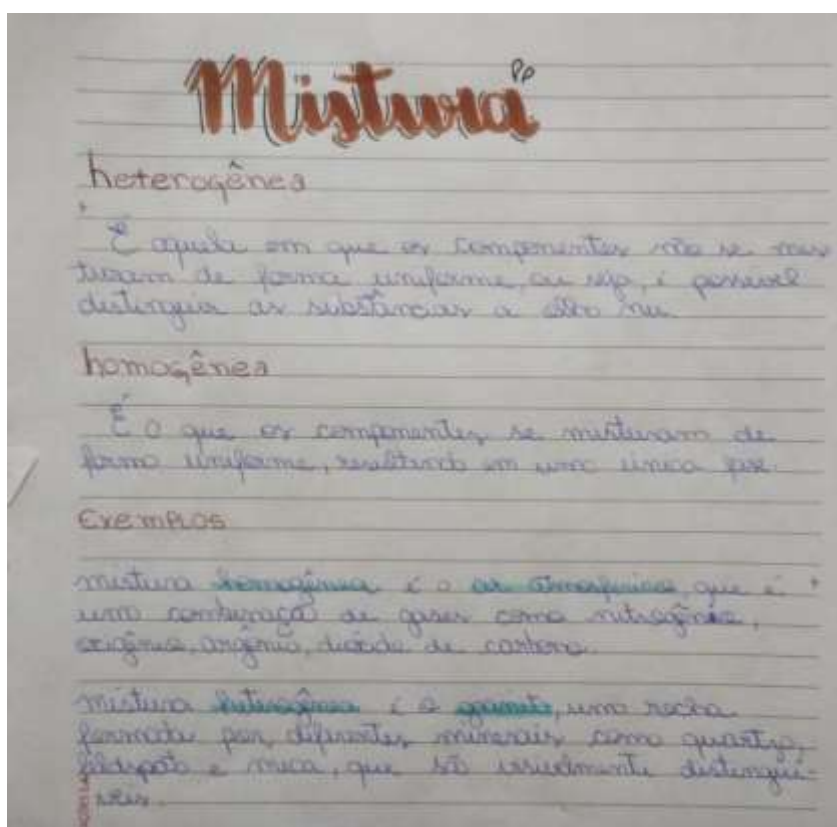 Mistura
heterogênea
É aquela em que os componentes não se mis
turam de forma uniforme, ou seja, é possível
distinguir as substâncias a olho nu.
homogênea
É o que os componentes se misturam de
forma uniforme, resultando em uma única fase.
Exemplos
mistura homogênea é o ar atmosférico, que é
uma combinação de gases como nitrogênio,
oxigênio, argônio, dióxido de carbono.
mistura heterogênea é o granito, uma rocha
formada por diferentes minerais como quartzo,
feldspato e mica, que são visualmente distinguí-
veis.